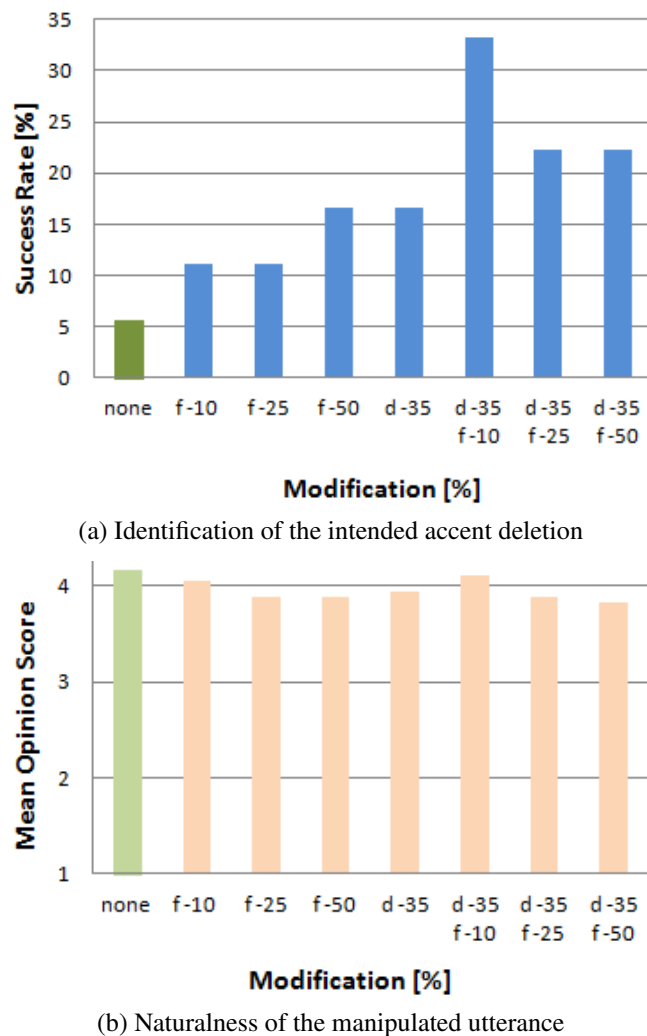 35
30
25
20
15
10
5
0
Success Rate [%]
none f-10 f-25 f-50 d-35 d-35 d-35 d-35
f-10 f-25 f-50
Modification [%]
(a) Identification of the intended accent deletion
4
3
2
1
Mean Opinion Score
none f-10 f-25 f-50 d-35 d-35 d-35 d-35
f-10 f-25 f-50
Modification [%]
(b) Naturalness of the manipulated utterance